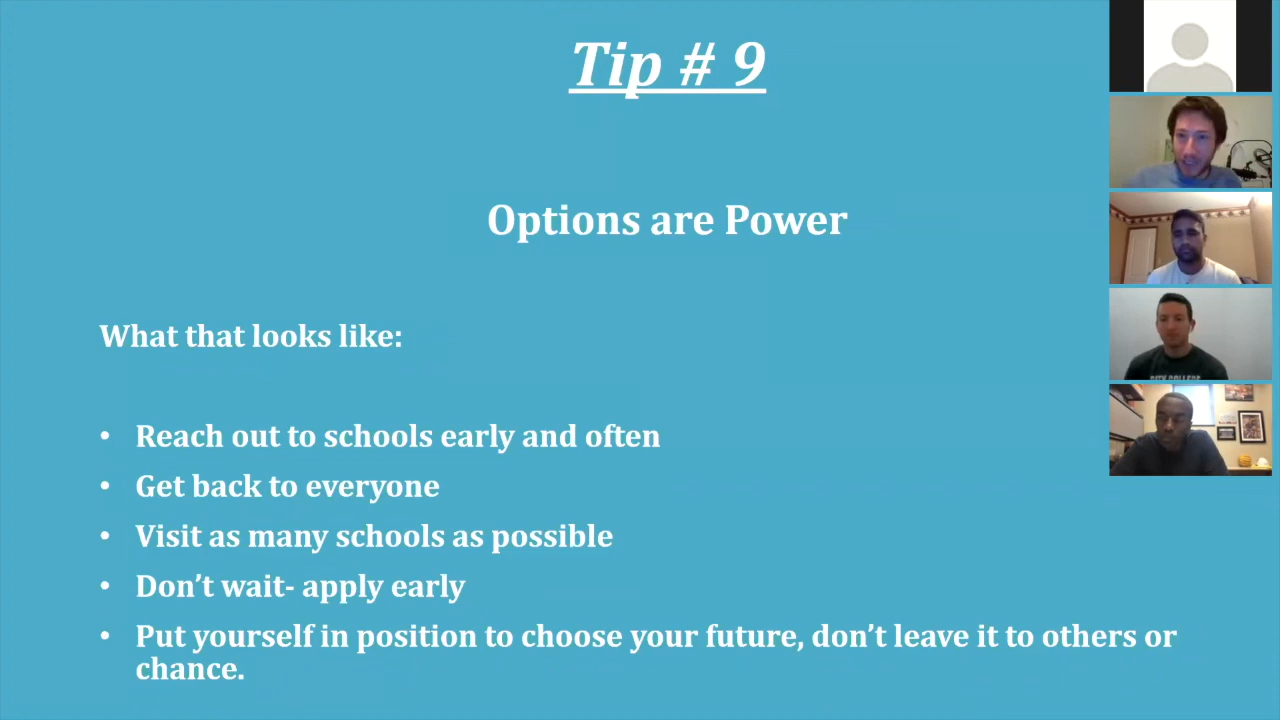 Tip # 9
Options are Power
What that looks like:
• Reach out to schools early and often
• Get back to everyone
• Visit as many schools as possible
• Don’t wait- apply early
• Put yourself in position to choose your future, don’t leave it to others or
chance.